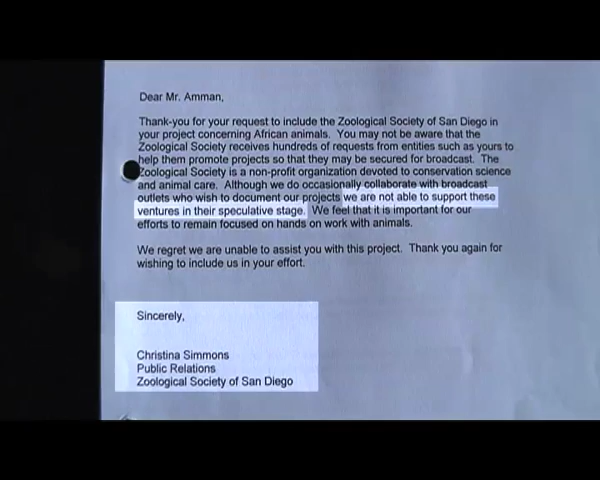 Dear Mr. Amman,
Thank-you for your request to include the Zoological Society of San Diego in
your project concerning African animals. You may not be aware that the
Zoological Society receives hundreds of requests from entities such as yours to
help them promote projects so that they may be secured for broadcast. The
Zoological Society is a non-profit organization devoted to conservation science
and animal care. Although we do occasionally collaborate with broadcast
outlets who wish to document our projects we are not able to support these
ventures in their speculative stage. We feel that it is important for our
efforts to remain focused on hands on work with animals.
We regret we are unable to assist you with this project. Thank you again for
wishing to include us in your effort.
Sincerely,
Christina Simmons
Public Relations
Zoological Society of San Diego